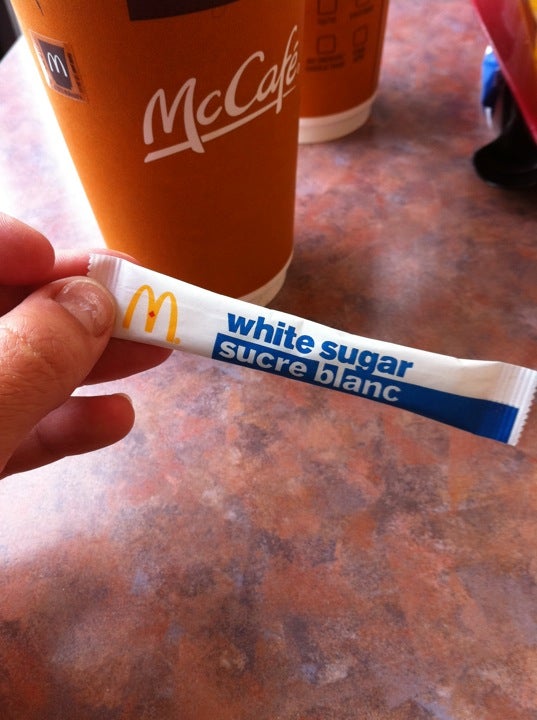 McCafé
M
white sugar
sucre blanc